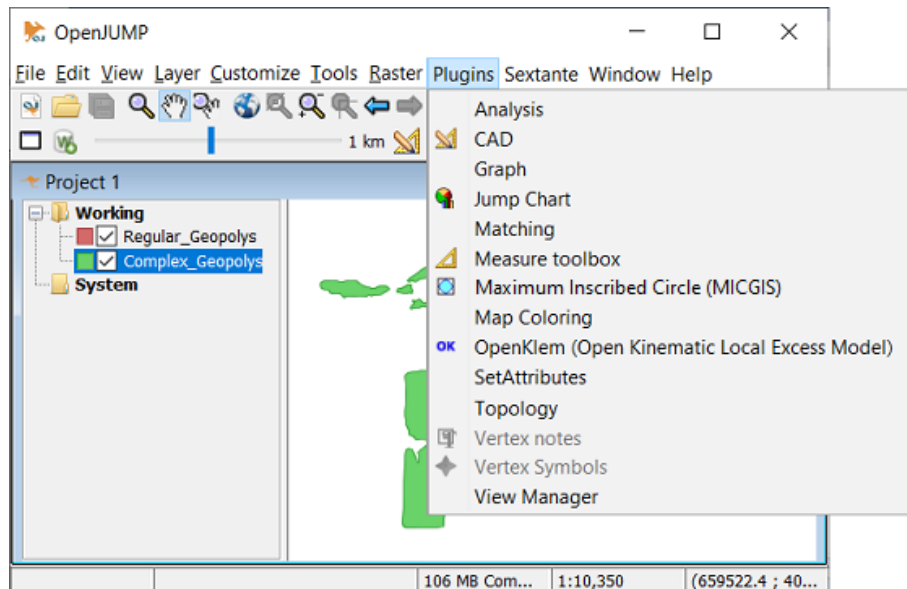 OpenJUMP
File Edit View Layer Customize Tools Raster Plugins Sextante Window Help
1 km
Project 1
Working
Regular_Geopolys
Complex_Geopolys
System
Analysis
CAD
Graph
Jump Chart
Matching
Measure toolbox
Maximum Inscribed Circle (MICGIS)
Map Coloring
OK OpenKlem (Open Kinematic Local Excess Model)
SetAttributes
Topology
Vertex notes
Vertex Symbols
View Manager
106 MB Com... 1:10,350 (659522.4 ; 40...